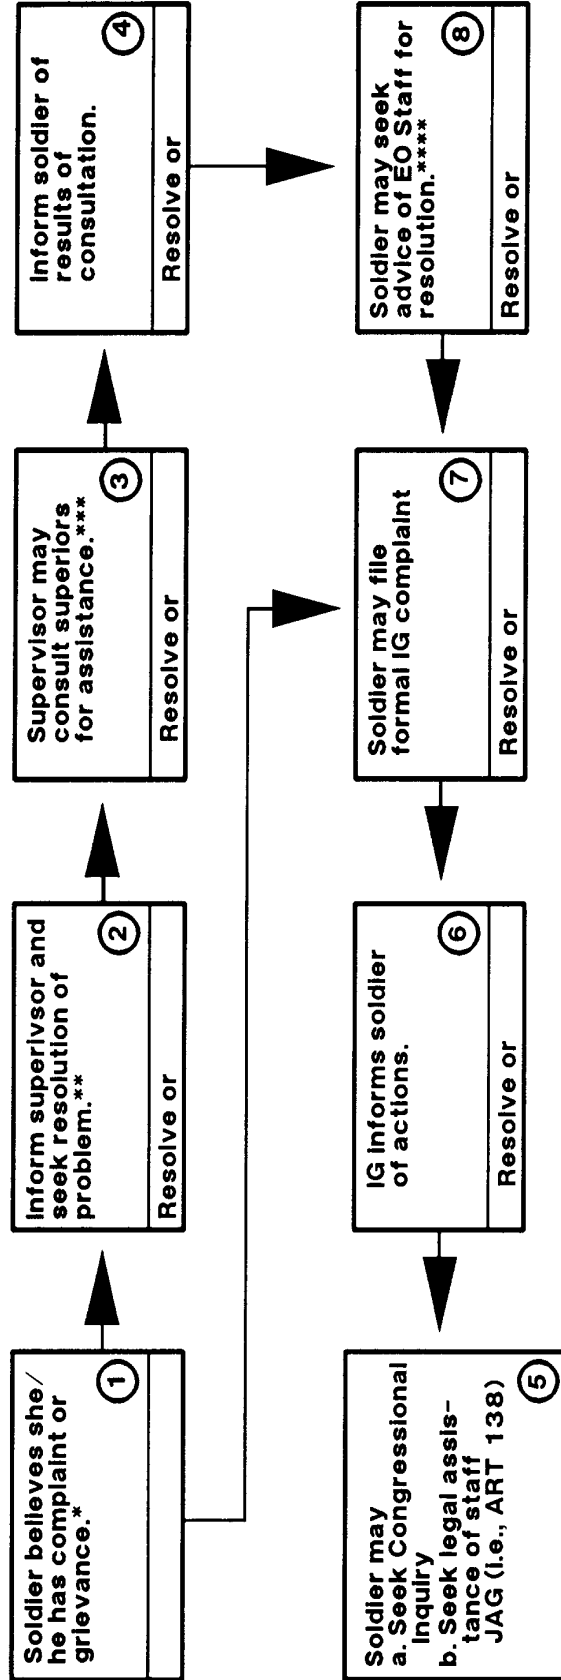 Soldier believes she/
he has complaint or
grievance.*
1
Inform superivsor and
seek resolution of
problem.**
2
Resolve or
Supervisor may
consult superiors
for assistance.***
3
Resolve or
Inform soldier of
results of
consultation.
4
Resolve or
Soldier may
a. Seek Congressional
Inquiry
b. Seek legal assis-
tance of staff
JAG (i.e., ART 138)
5
IG informs soldier
of actions.
6
Resolve or
Soldier may file
formal IG complaint
7
Resolve or
Soldier may seek
advice of EO Staff for
resolution.****
8
Resolve or